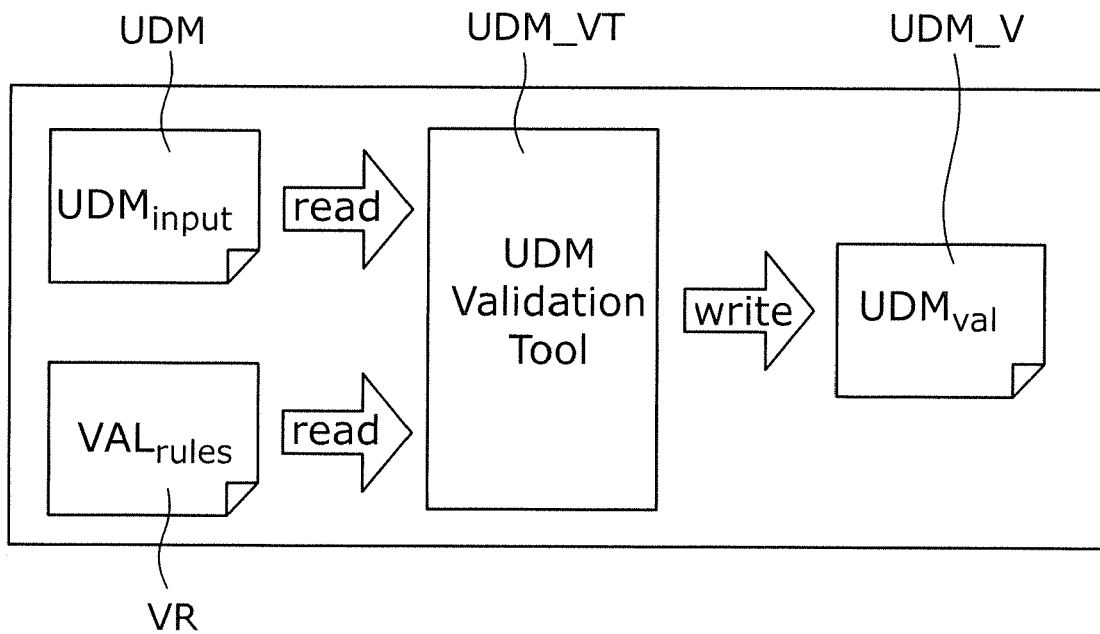 UDM
UDM_VT
UDM_V
UDMinput
read
UDM
Validation
Tool
write
UDMval
VALrules
read
VR